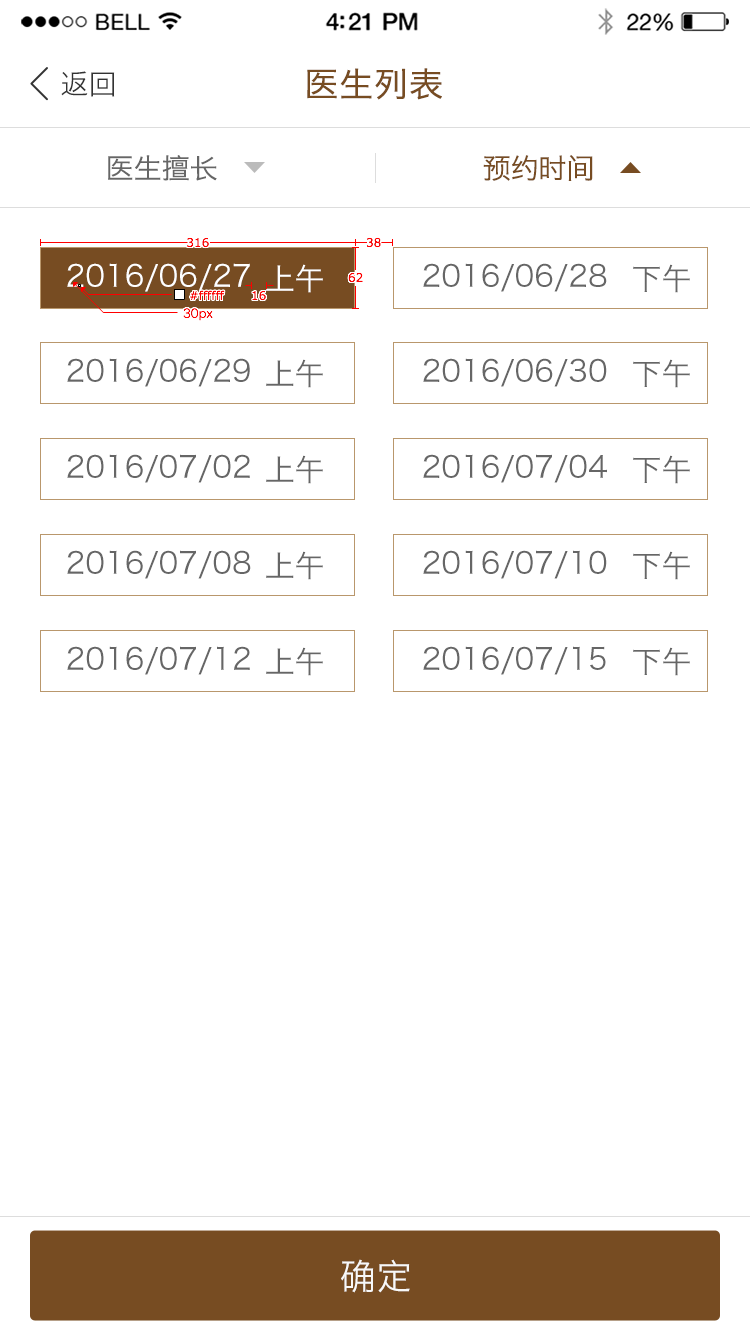 BELL 4:21 PM 22%
返回 医生列表
医生擅长 预约时间
316 38
2016/06/27 上午 62 2016/06/28 下午
#ffffff 16
30px
2016/06/29 上午 2016/06/30 下午
2016/07/02 上午 2016/07/04 下午
2016/07/08 上午 2016/07/10 下午
2016/07/12 上午 2016/07/15 下午
确定